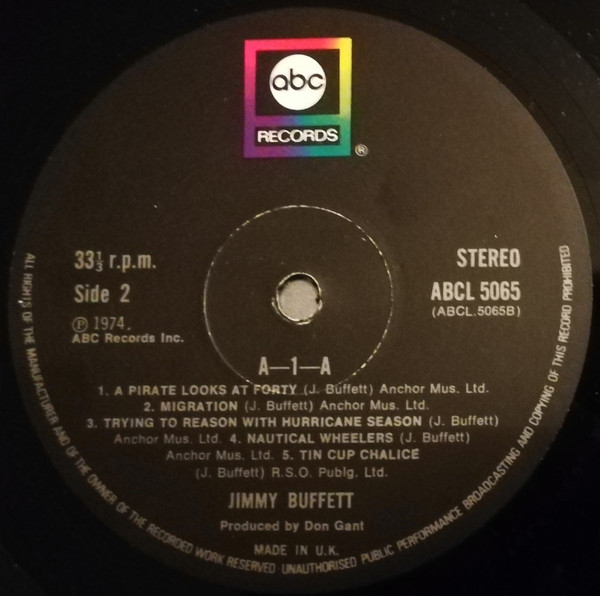 abc
RECORDS
®
33⅓ r.p.m.
Side 2
Ⓟ 1974.
ABC Records Inc.
STEREO
ABCL 5065
(ABCL.5065B)
A—1—A
1. A PIRATE LOOKS AT FORTY (J. Buffett) Anchor Mus. Ltd.
2. MIGRATION (J. Buffett) Anchor Mus. Ltd.
3. TRYING TO REASON WITH HURRICANE SEASON (J. Buffett)
Anchor Mus. Ltd. 4. NAUTICAL WHEELERS (J. Buffett)
Anchor Mus. Ltd. 5. TIN CUP CHALICE
(J. Buffett) R.S.O. Publg. Ltd.
JIMMY BUFFETT
Produced by Don Gant
MADE IN U.K.
ALL RIGHTS OF THE MANUFACTURER AND OF THE OWNER OF THE RECORDED WORK RESERVED · UNAUTHORISED PUBLIC PERFORMANCE BROADCASTING AND COPYING OF THIS RECORD PROHIBITED